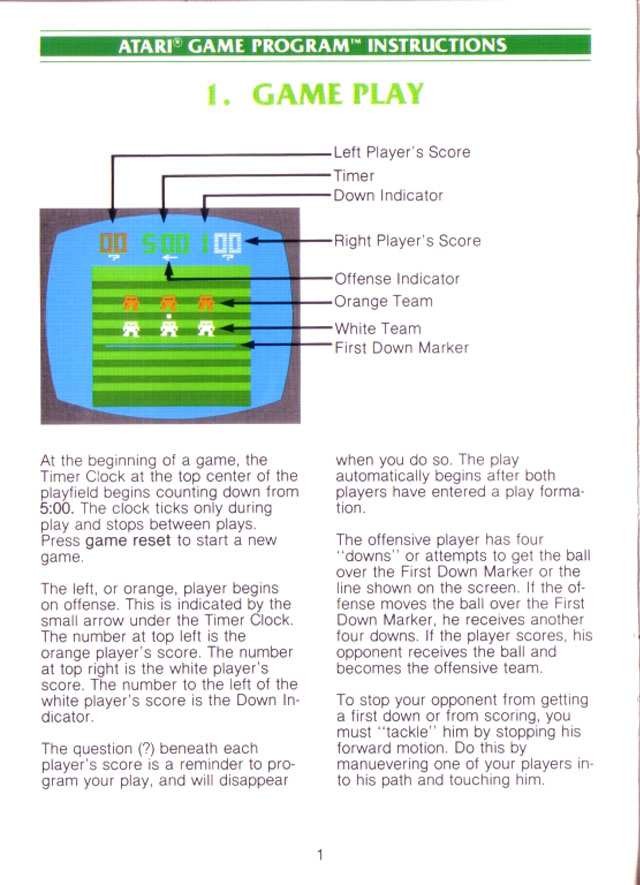 ATARI® GAME PROGRAM™ INSTRUCTIONS
1. GAME PLAY
Left Player's Score
Timer
Down Indicator
00 5:00 1 00
? ← ?
Right Player's Score
Offense Indicator
Orange Team
White Team
First Down Marker
At the beginning of a game, the
Timer Clock at the top center of the
playfield begins counting down from
5:00. The clock ticks only during
play and stops between plays.
Press game reset to start a new
game.
The left, or orange, player begins
on offense. This is indicated by the
small arrow under the Timer Clock.
The number at top left is the
orange player's score. The number
at top right is the white player's
score. The number to the left of the
white player's score is the Down In-
dicator.
The question (?) beneath each
player's score is a reminder to pro-
gram your play, and will disappear
when you do so. The play
automatically begins after both
players have entered a play forma-
tion.
The offensive player has four
"downs" or attempts to get the ball
over the First Down Marker or the
line shown on the screen. If the of-
fense moves the ball over the First
Down Marker, he receives another
four downs. If the player scores, his
opponent receives the ball and
becomes the offensive team.
To stop your opponent from getting
a first down or from scoring, you
must "tackle" him by stopping his
forward motion. Do this by
manuevering one of your players in-
to his path and touching him.
1